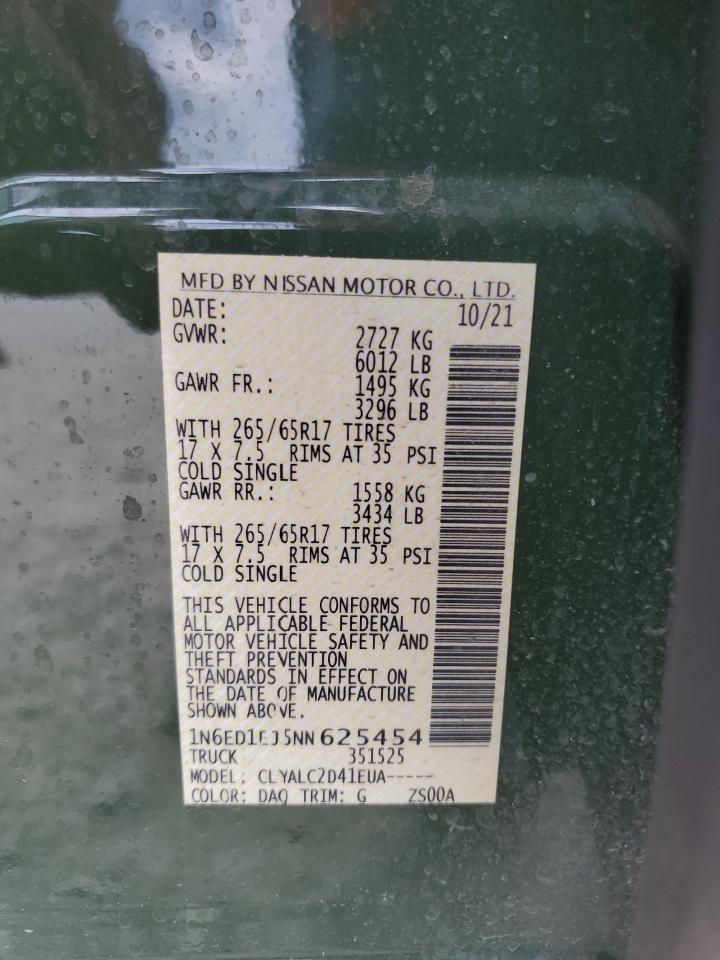 MFD BY NISSAN MOTOR CO., LTD.
DATE: 10/21
GVWR: 2727 KG
6012 LB
GAWR FR.: 1495 KG
3296 LB
WITH 265/65R17 TIRES
17 X 7.5 RIMS AT 35 PSI
COLD SINGLE
GAWR RR.: 1558 KG
3434 LB
WITH 265/65R17 TIRES
17 X 7.5 RIMS AT 35 PSI
COLD SINGLE
THIS VEHICLE CONFORMS TO
ALL APPLICABLE FEDERAL
MOTOR VEHICLE SAFETY AND
THEFT PREVENTION
STANDARDS IN EFFECT ON
THE DATE OF MANUFACTURE
SHOWN ABOVE.
1N6ED1EJ5NN625454
TRUCK 351525
MODEL: CLYALC2D41EUA-----
COLOR: DAQ TRIM: G ZS00A